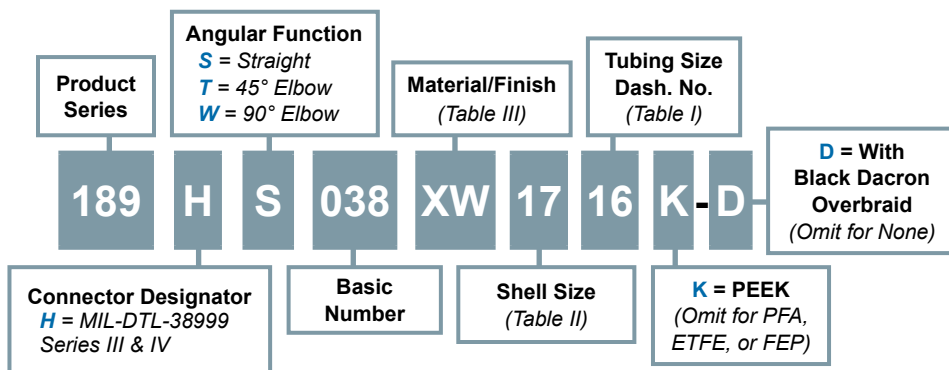 Angular Function
S = Straight
T = 45° Elbow
W = 90° Elbow
Product
Series
Material/Finish
(Table III)
Tubing Size
Dash. No.
(Table I)
189 H S 038 XW 17 16 K - D
D = With
Black Dacron
Overbraid
(Omit for None)
Connector Designator
H = MIL-DTL-38999
Series III & IV
Basic
Number
Shell Size
(Table II)
K = PEEK
(Omit for PFA,
ETFE, or FEP)